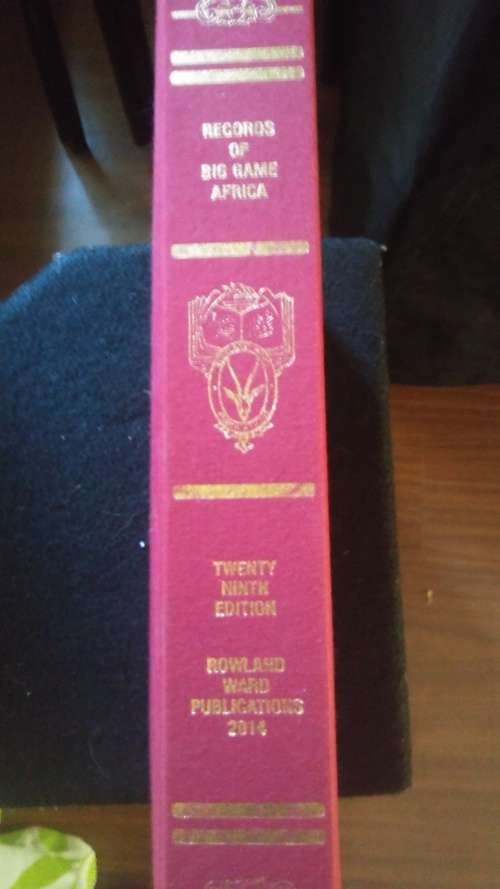 RECORDS
OF
BIG GAME
AFRICA
TWENTY
NINTH
EDITION
ROWLAND
WARD
PUBLICATIONS
2014